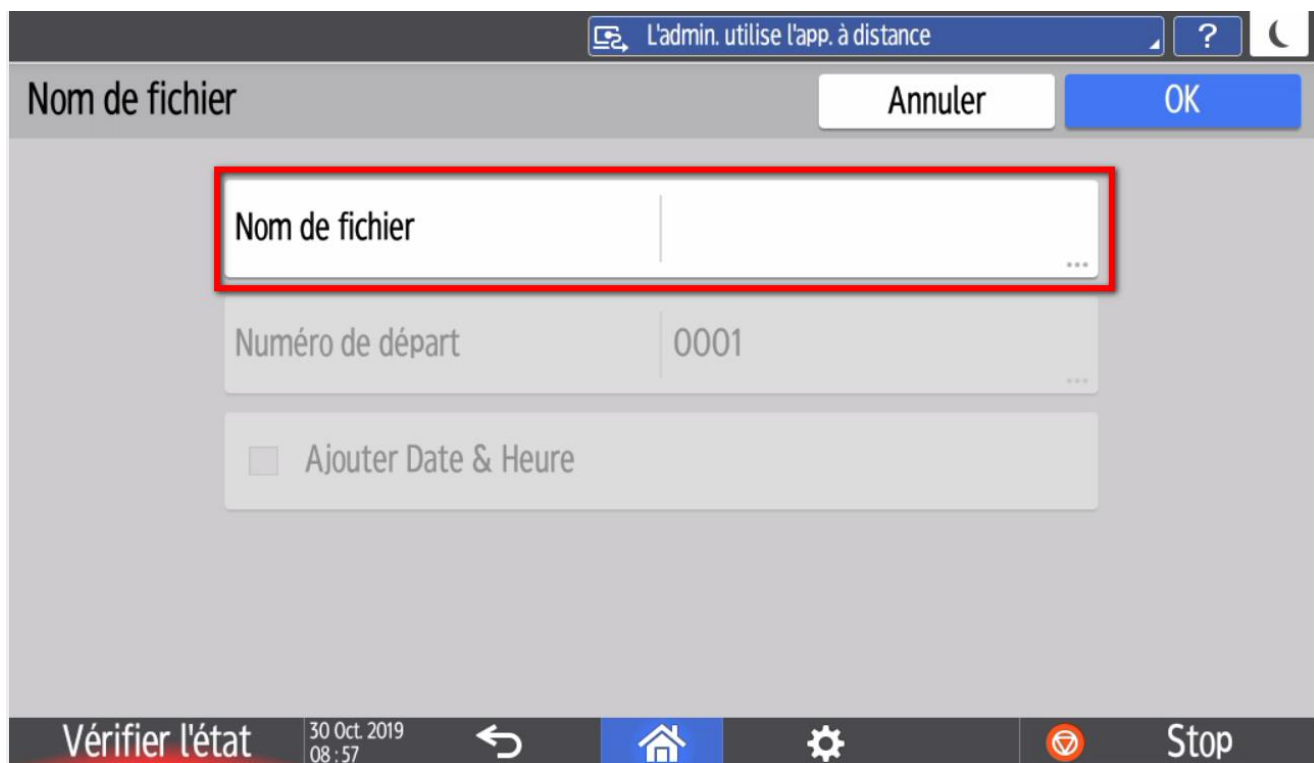 L'admin. utilise l'app. à distance
?
Nom de fichier
Annuler
OK
Nom de fichier
...
Numéro de départ
0001
...
Ajouter Date & Heure
Vérifier l'état
30 Oct. 2019
08 : 57
Stop